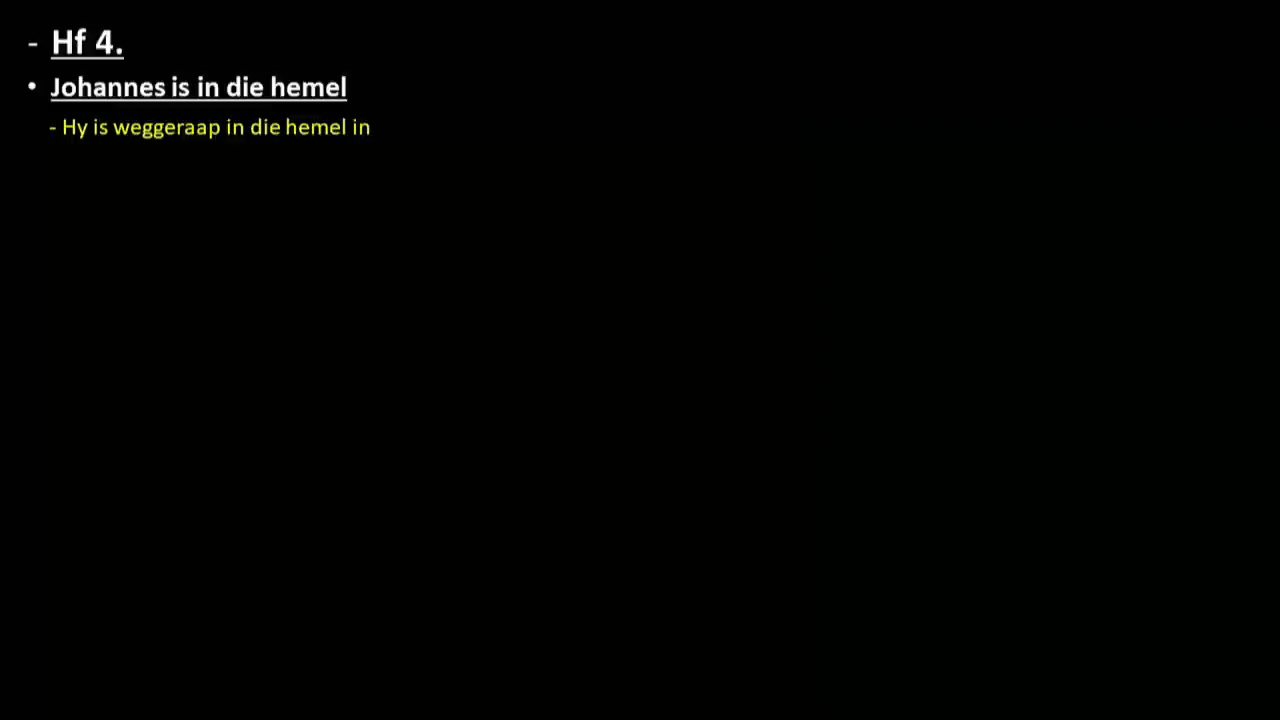 - Hf 4.
• Johannes is in die hemel
- Hy is weggeraap in die hemel in